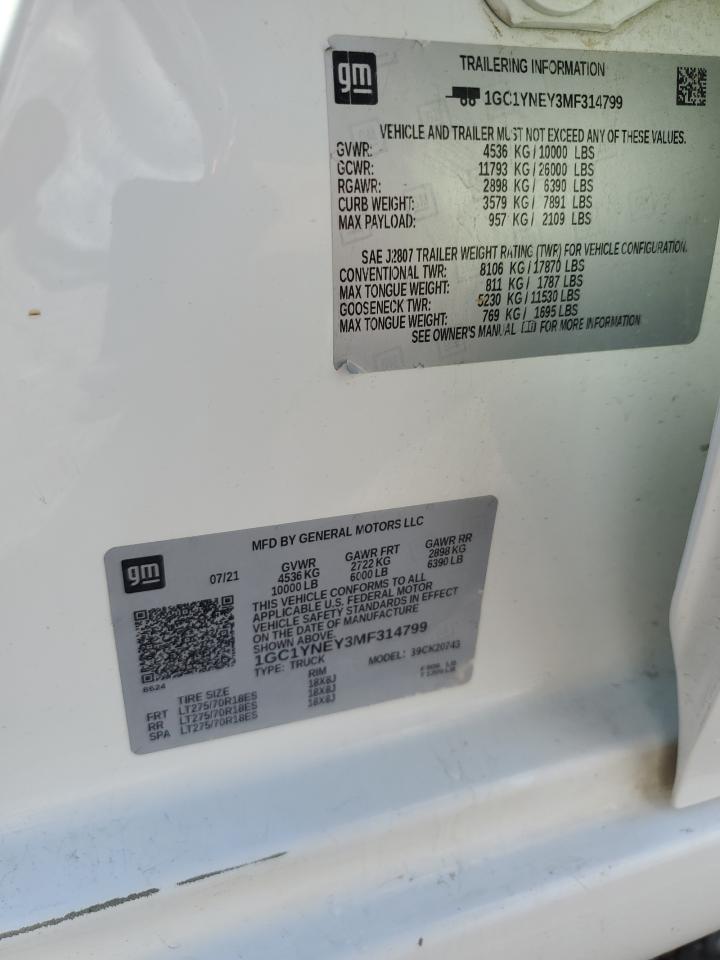 gm
TRAILERING INFORMATION
1GC1YNEY3MF314799
VEHICLE AND TRAILER MUST NOT EXCEED ANY OF THESE VALUES.
GVWR: 4536 KG / 10000 LBS
GCWR: 11793 KG / 26000 LBS
RGAWR: 2898 KG / 6390 LBS
CURB WEIGHT: 3579 KG / 7891 LBS
MAX PAYLOAD: 957 KG / 2109 LBS
SAE J2807 TRAILER WEIGHT RATING (TWR) FOR VEHICLE CONFIGURATION.
CONVENTIONAL TWR: 8106 KG / 17870 LBS
MAX TONGUE WEIGHT: 811 KG / 1787 LBS
GOOSENECK TWR: 5230 KG / 11530 LBS
MAX TONGUE WEIGHT: 769 KG / 1695 LBS
SEE OWNER'S MANUAL FOR MORE INFORMATION
gm
MFD BY GENERAL MOTORS LLC
07/21
GVWR GAWR FRT GAWR RR
4536 KG 2722 KG 2898 KG
10000 LB 6000 LB 6390 LB
THIS VEHICLE CONFORMS TO ALL
APPLICABLE U.S. FEDERAL MOTOR
VEHICLE SAFETY STANDARDS IN EFFECT
ON THE DATE OF MANUFACTURE
SHOWN ABOVE.
1GC1YNEY3MF314799
TYPE: TRUCK MODEL: 39CK20743
6624
TIRE SIZE RIM
FRT LT275/70R18ES 18X8J
RR LT275/70R18ES 18X8J
SPA LT275/70R18ES 18X8J